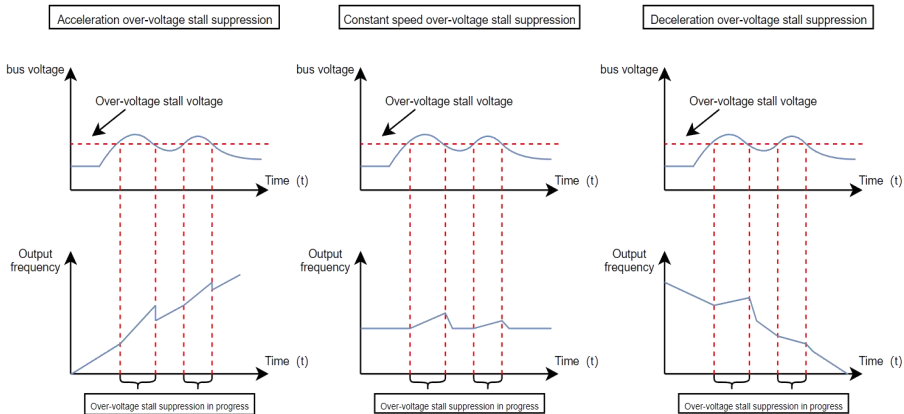 Acceleration over-voltage stall suppression
Constant speed over-voltage stall suppression
Deceleration over-voltage stall suppression
bus voltage
Over-voltage stall voltage
Time (t)
bus voltage
Over-voltage stall voltage
Time (t)
bus voltage
Over-voltage stall voltage
Time (t)
Output
frequency
Time (t)
Over-voltage stall suppression in progress
Output
frequency
Time (t)
Over-voltage stall suppression in progress
Output
frequency
Time (t)
Over-voltage stall suppression in progress